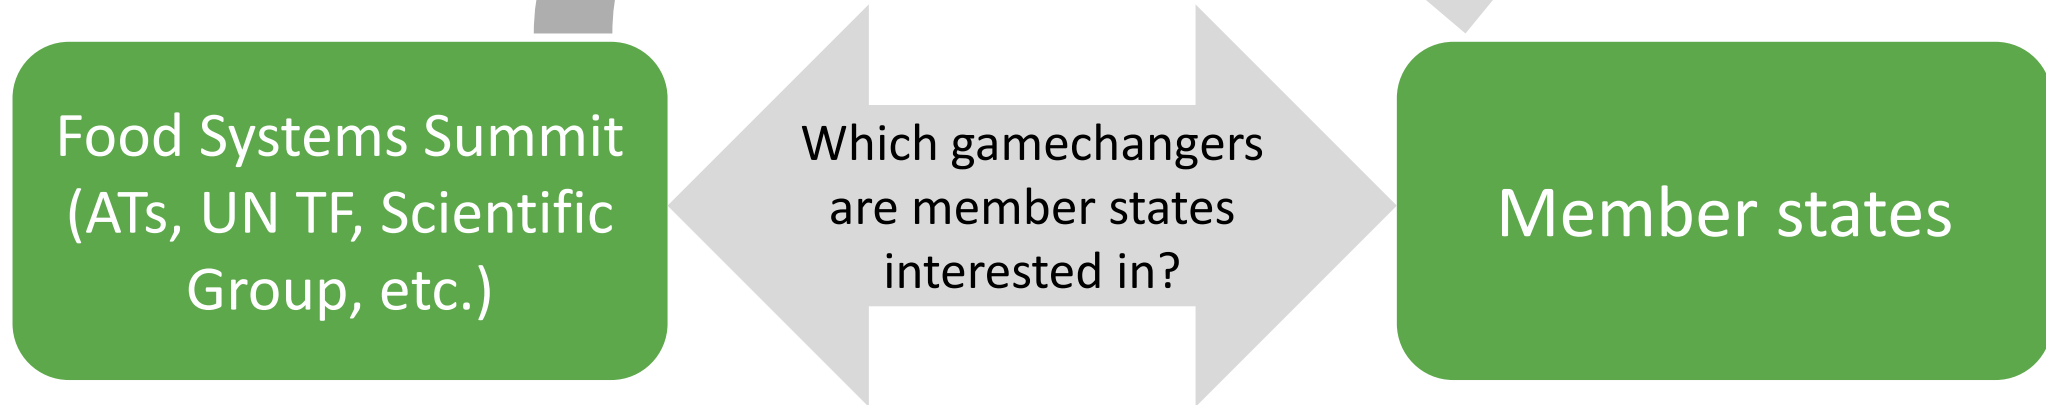 Food Systems Summit
(ATs, UN TF, Scientific
Group, etc.)
Which gamechangers
are member states
interested in?
Member states